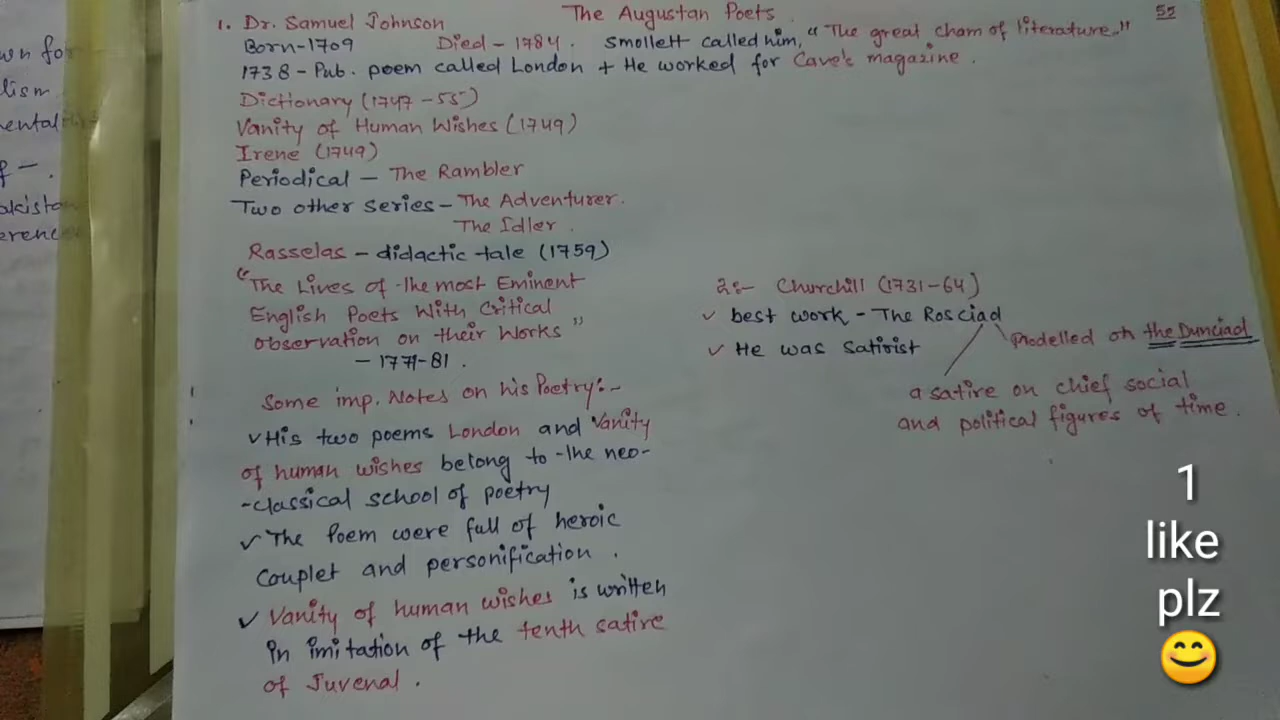 The Augustan Poets
55
1. Dr. Samuel Johnson
Born-1709 Died - 1784. Smollett called him, "The great cham of literature."
1738 - Pub. poem called London + He worked for Cave's magazine.
Dictionary (1747-55)
Vanity of Human Wishes (1749)
Irene (1749)
Periodical - The Rambler
Two other series - The Adventurer.
The Idler.
Rasselas - didactic tale (1759)
"The Lives of the most Eminent
English Poets With Critical
observation on their Works"
- 1771-81.
Some imp. Notes on his Poetry:-
✓His two poems London and Vanity
of human wishes belong to the neo-
-classical school of poetry
✓ The Poem were full of heroic
couplet and personification.
✓ Vanity of human wishes is written
in imitation of the tenth satire
of Juvenal.
2:- Churchill (1731-64)
✓ best work - The Rosciad
✓ He was Satirist
Modelled on the Dunciad
a satire on chief social
and political figures of time.
wn for
lism
mental
f -.
akista
erence
1
like
plz
😊